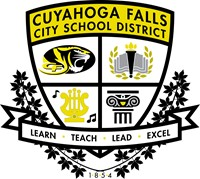 CUYAHOGA FALLS
CITY SCHOOL DISTRICT
LEARN • TEACH • LEAD • EXCEL
1854